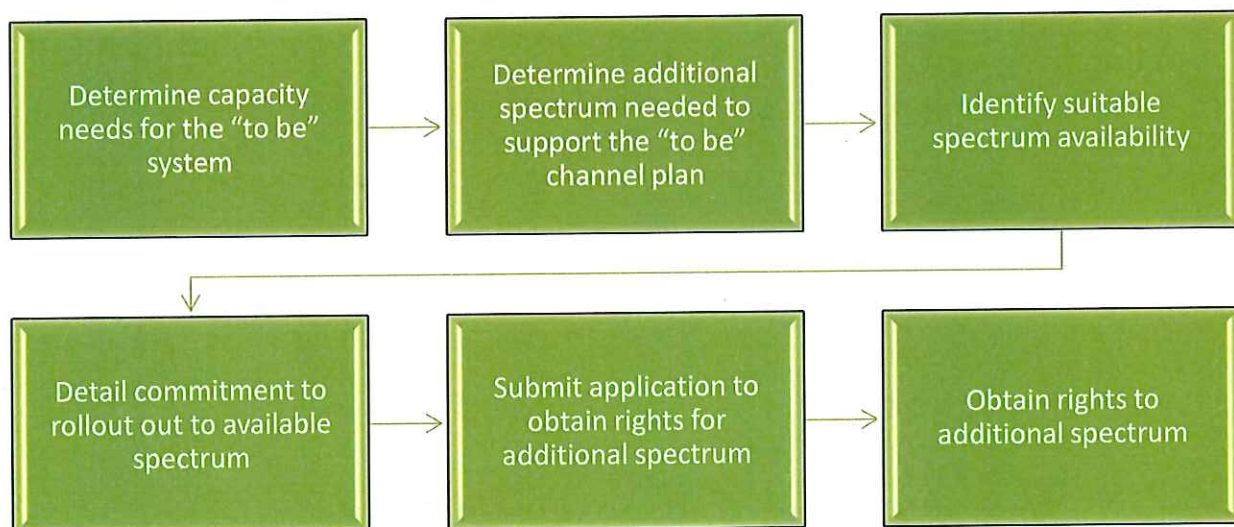 Determine capacity
needs for the “to be”
system
Determine additional
spectrum needed to
support the “to be”
channel plan
Identify suitable
spectrum availability
Detail commitment to
rollout out to available
spectrum
Submit application to
obtain rights for
additional spectrum
Obtain rights to
additional spectrum